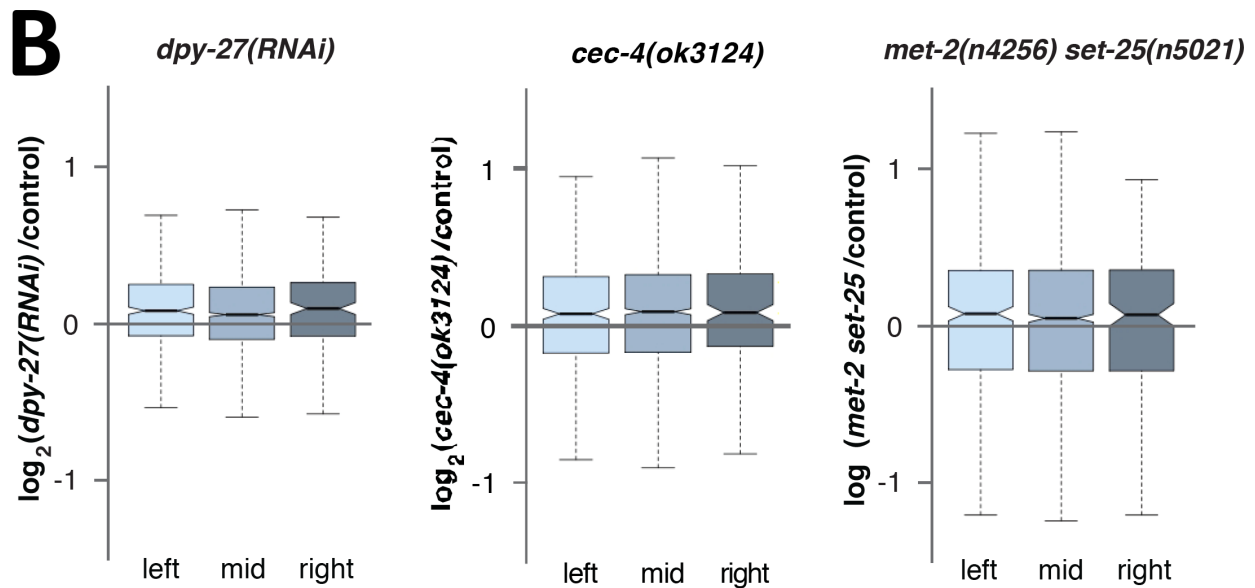 B
dpy-27(RNAi)
cec-4(ok3124)
met-2(n4256) set-25(n5021)
log2(dpy-27(RNAi)/control)
1
0
-1
left mid right
log2(cec-4(ok3124)/control)
1
0
-1
left mid right
log (met-2 set-25/control)
1
0
-1
left mid right